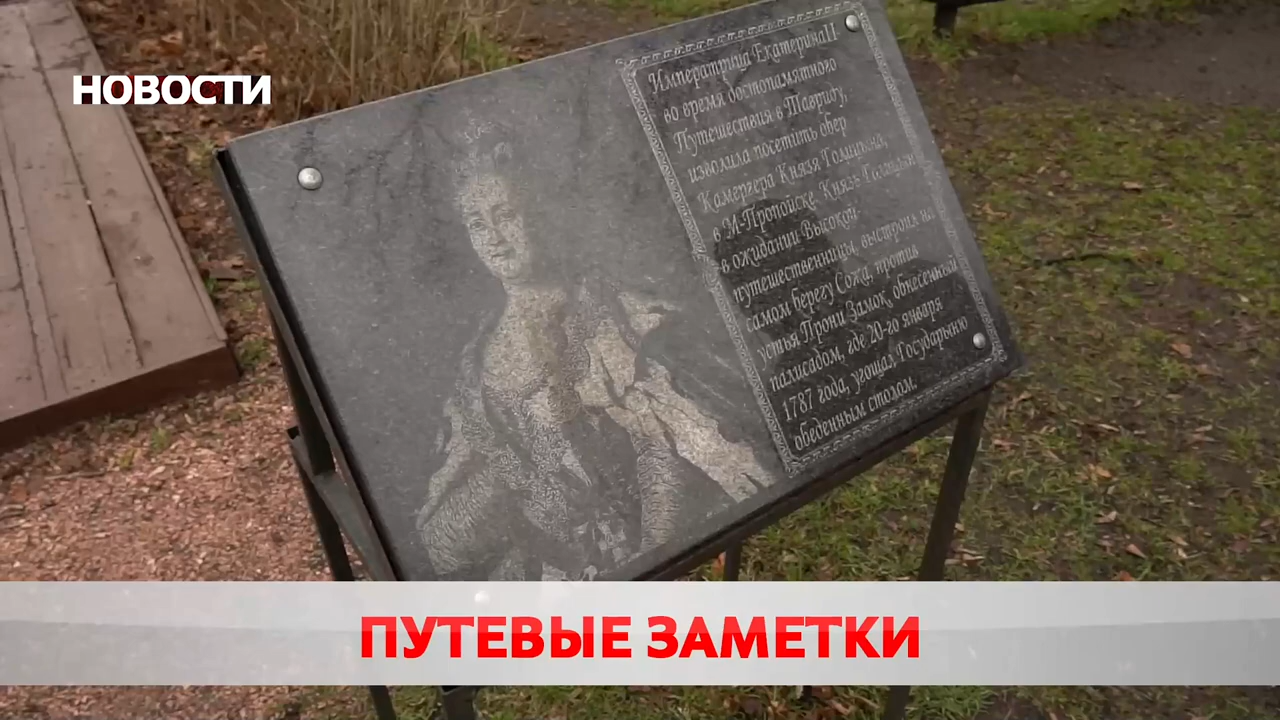 НОВОСТИ
Императрица Екатерина II
во время достопамятного
Путешествия в Тавриду,
изволила посетить обер
Камергера Князя Голицына,
в М-Пропойске. Князь Голицын
в ожидании Высокой
путешественницы, выстроил на
самом берегу Сожа, против
устья Прони Замок, обнесенный
палисадом, где 20-го января
1787 года, угощал Государыню
обеденным столом.
ПУТЕВЫЕ ЗАМЕТКИ